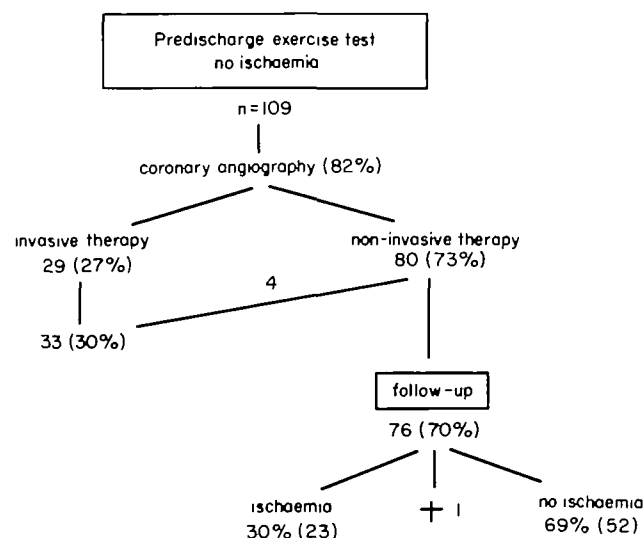 Predischarge exercise test
no ischaemia
n=109
coronary angiography (82%)
invasive therapy
29 (27%)
non-invasive therapy
80 (73%)
4
33 (30%)
follow-up
76 (70%)
ischaemia
30% (23)
+ 1
no ischaemia
69% (52)